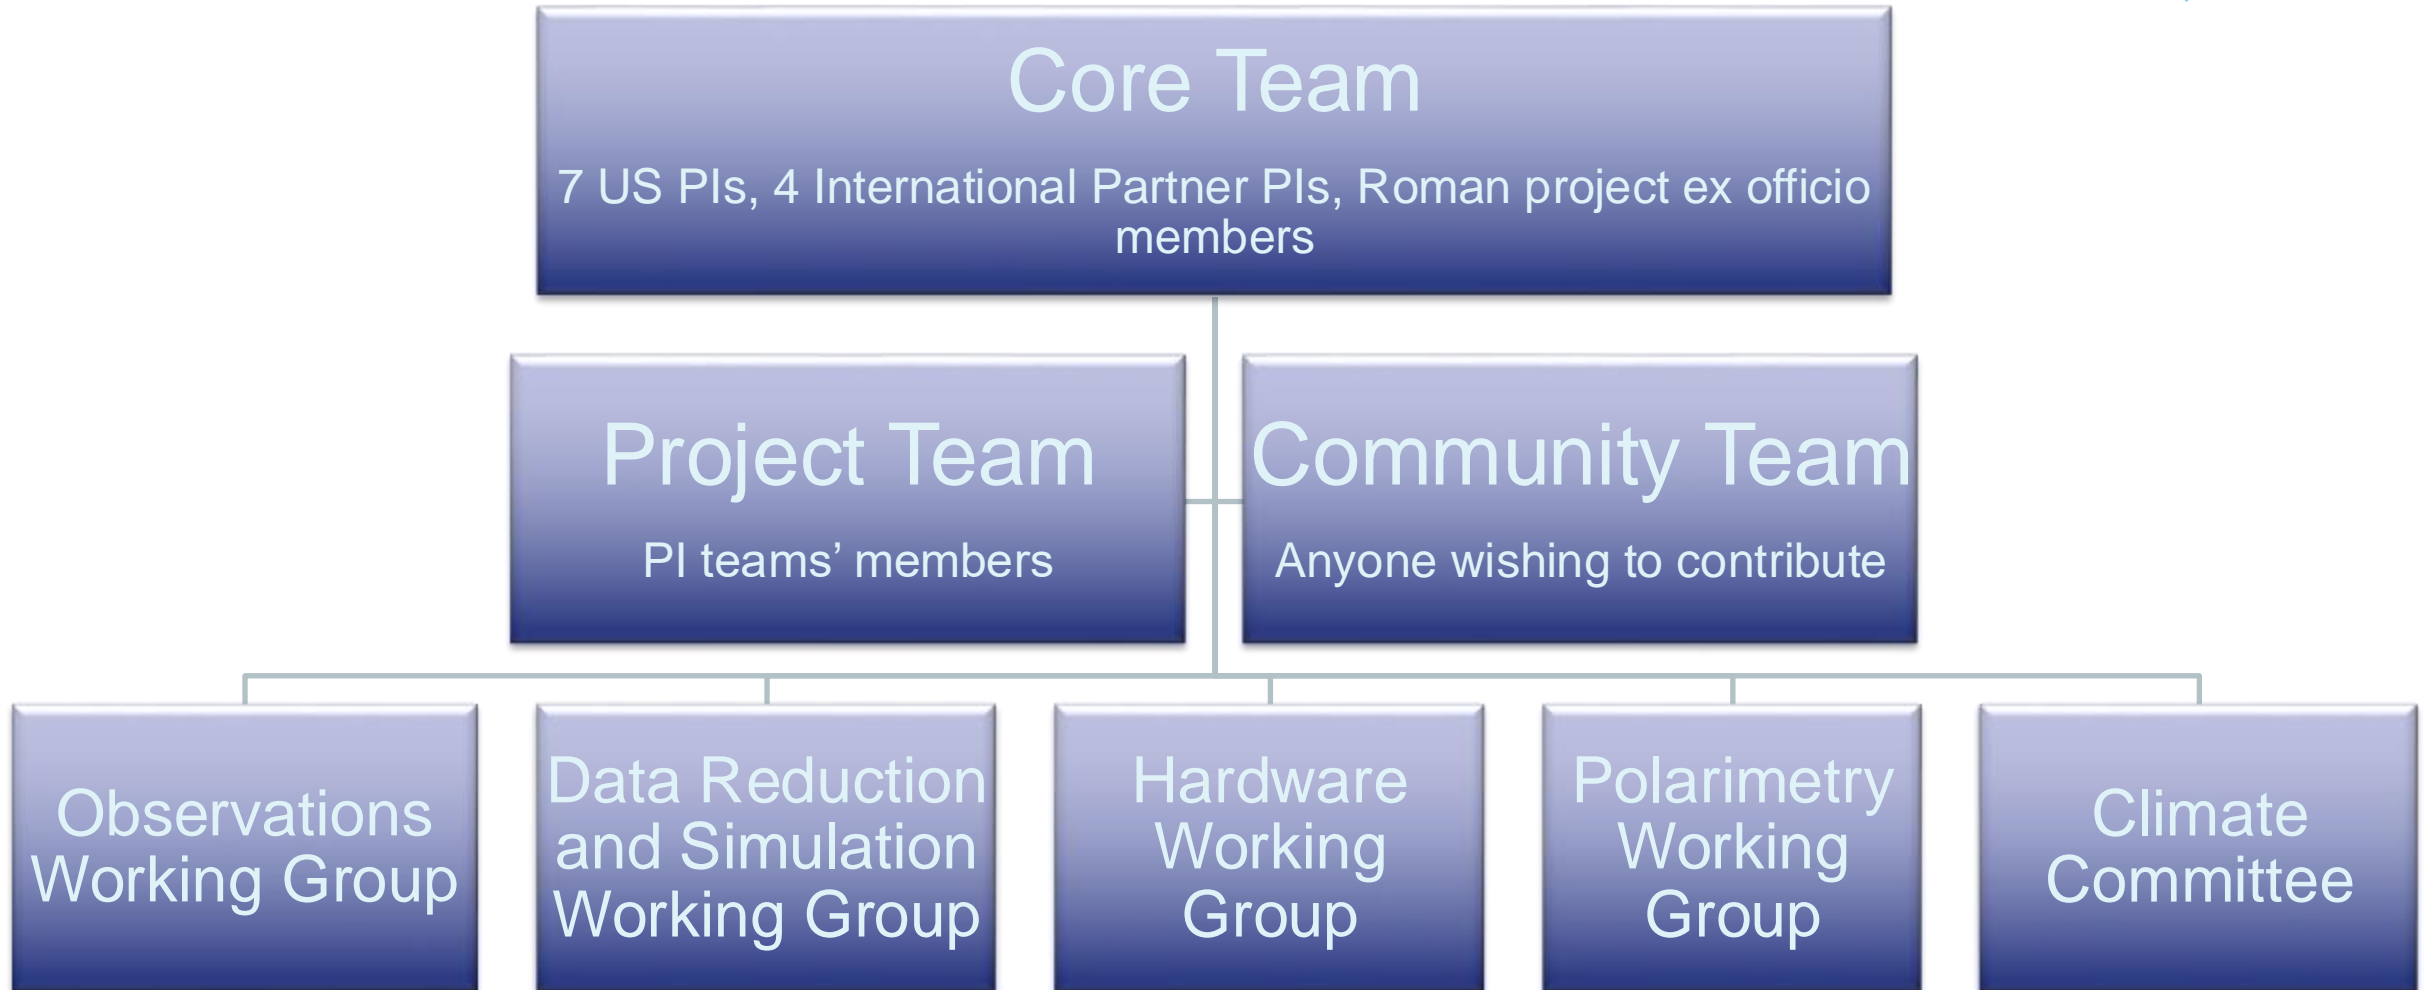 Core Team
7 US PIs, 4 International Partner PIs, Roman project ex officio
members
Project Team
PI teams’ members
Community Team
Anyone wishing to contribute
Observations
Working Group
Data Reduction
and Simulation
Working Group
Hardware
Working
Group
Polarimetry
Working
Group
Climate
Committee